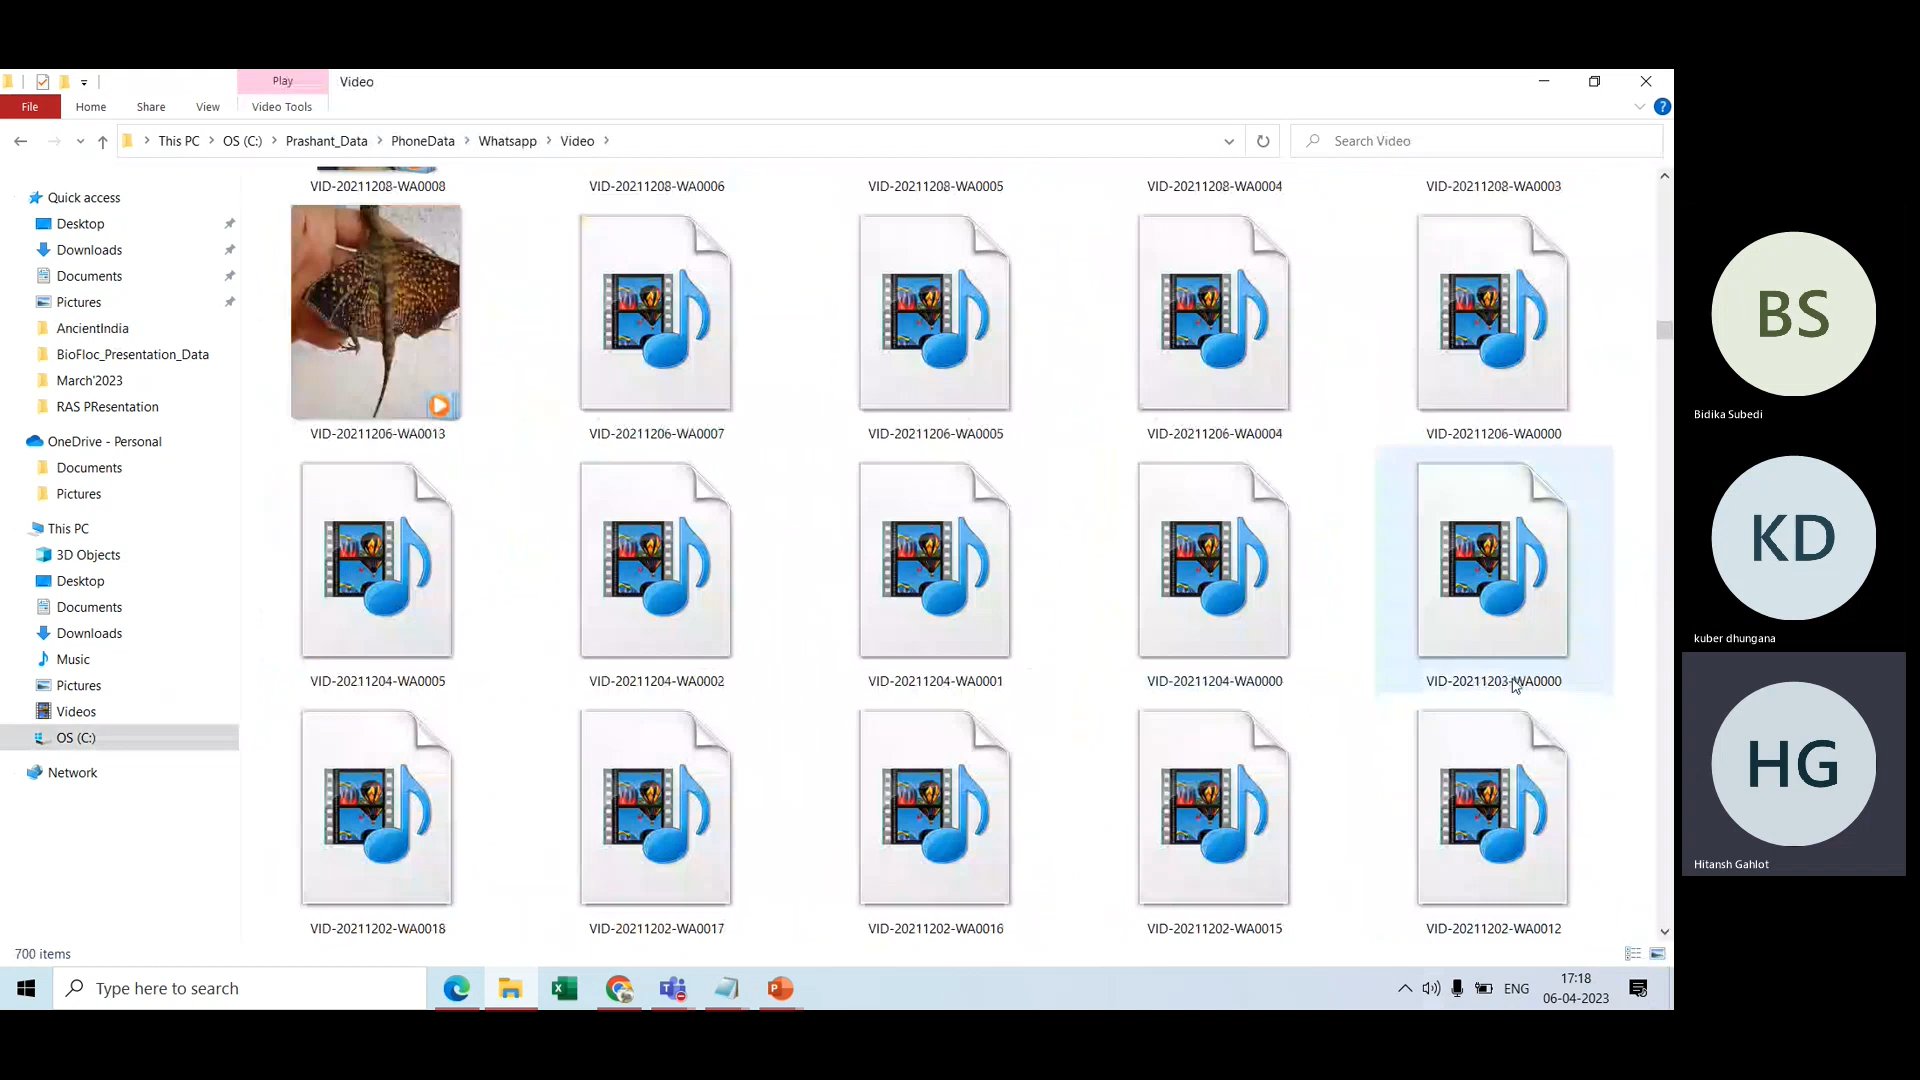 Play
Video
File
Home
Share
View
Video Tools
?
This PC
OS (C:)
Prashant_Data
PhoneData
Whatsapp
Video
Search Video
Quick access
Desktop
Downloads
Documents
Pictures
AncientIndia
BioFloc_Presentation_Data
March'2023
RAS PResentation
OneDrive - Personal
Documents
Pictures
This PC
3D Objects
Desktop
Documents
Downloads
Music
Pictures
Videos
OS (C:)
Network
VID-20211208-WA0008
VID-20211208-WA0006
VID-20211208-WA0005
VID-20211208-WA0004
VID-20211208-WA0003
VID-20211206-WA0013
VID-20211206-WA0007
VID-20211206-WA0005
VID-20211206-WA0004
VID-20211206-WA0000
VID-20211204-WA0005
VID-20211204-WA0002
VID-20211204-WA0001
VID-20211204-WA0000
VID-20211203-WA0000
VID-20211202-WA0018
VID-20211202-WA0017
VID-20211202-WA0016
VID-20211202-WA0015
VID-20211202-WA0012
700 items
Type here to search
ENG
17:18
06-04-2023
BS
Bidika Subedi
KD
kuber dhungana
HG
Hitansh Gahlot